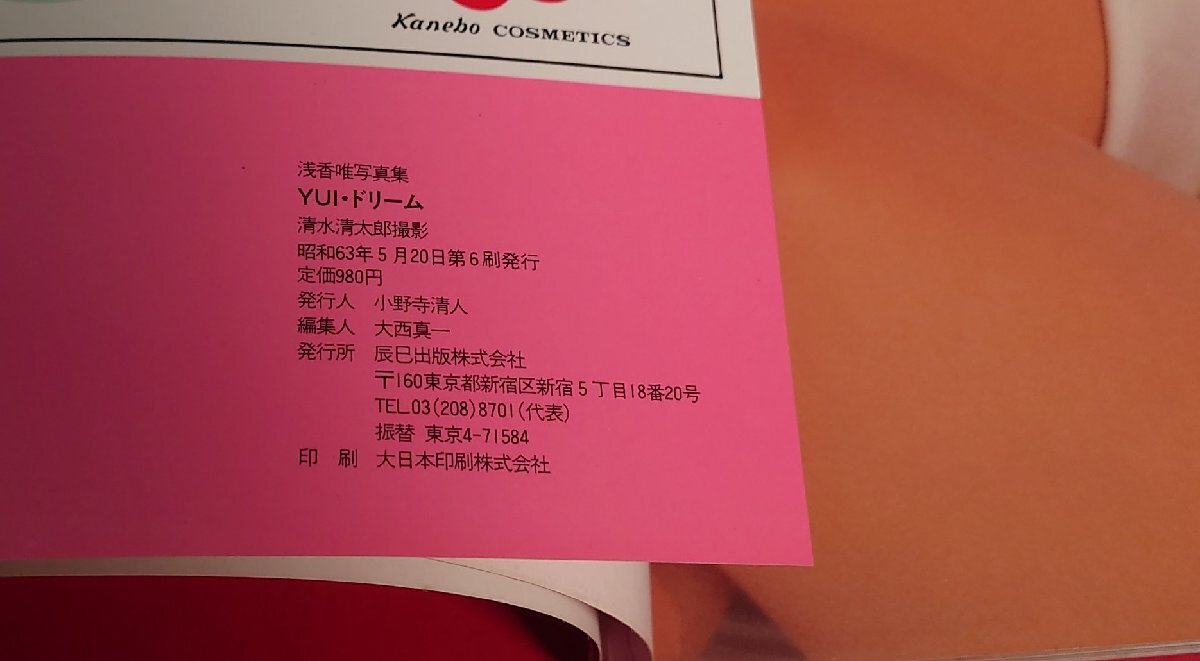 Kanebo COSMETICS
浅香唯写真集
YUI・ドリーム
清水清太郎撮影
昭和63年5月20日第6刷発行
定価980円
発行人 小野寺清人
編集人 大西真一
発行所 辰巳出版株式会社
〒160東京都新宿区新宿5丁目18番20号
TEL03(208)8701(代表)
振替 東京4-71584
印 刷 大日本印刷株式会社